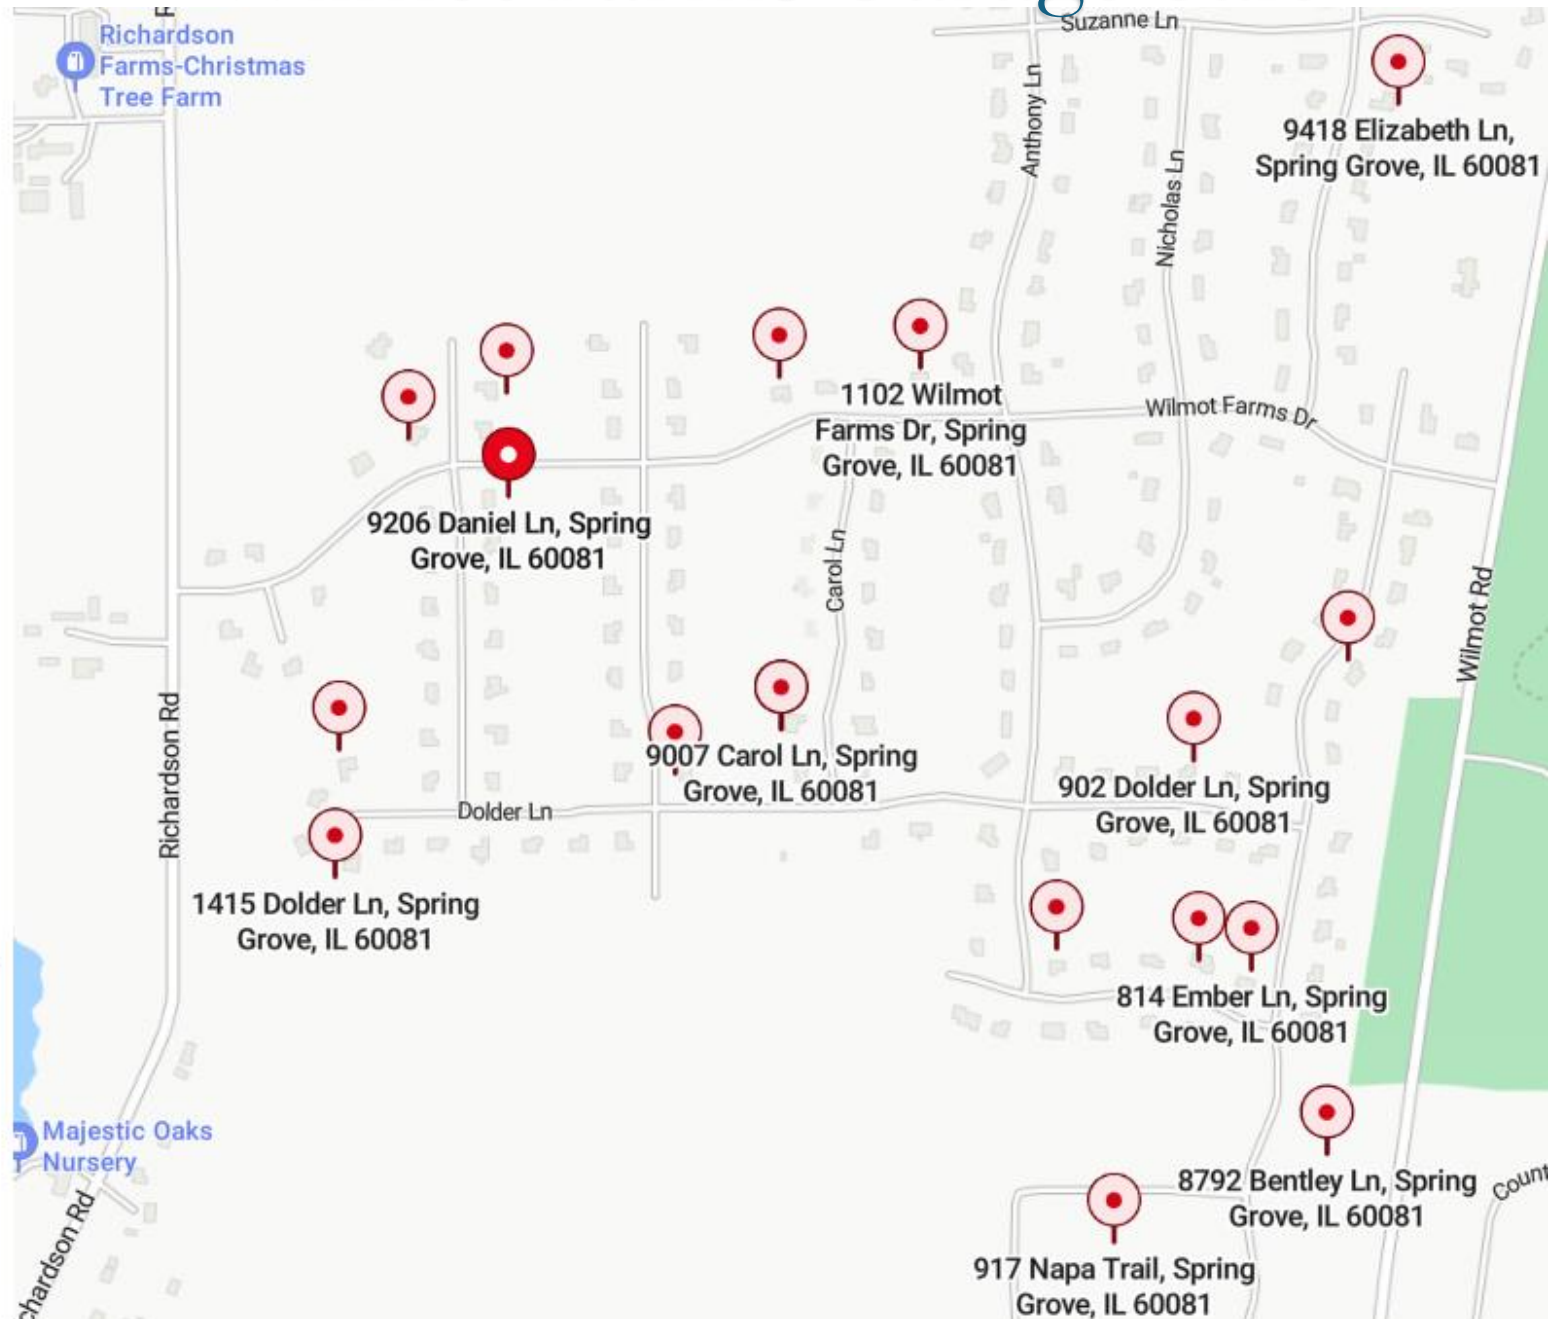 Suzanne Ln
Richardson
Farms-Christmas
Tree Farm
Anthony Ln
9418 Elizabeth Ln,
Spring Grove, IL 60081
Nicholas Ln
1102 Wilmot
Farms Dr, Spring
Grove, IL 60081
Wilmot Farms Dr
9206 Daniel Ln, Spring
Grove, IL 60081
Carol Ln
Wilmot Rd
Richardson Rd
9007 Carol Ln, Spring
Grove, IL 60081
902 Dolder Ln, Spring
Grove, IL 60081
Dolder Ln
1415 Dolder Ln, Spring
Grove, IL 60081
814 Ember Ln, Spring
Grove, IL 60081
Majestic Oaks
Nursery
8792 Bentley Ln, Spring
Grove, IL 60081
Count
chardson Rd
917 Napa Trail, Spring
Grove, IL 60081